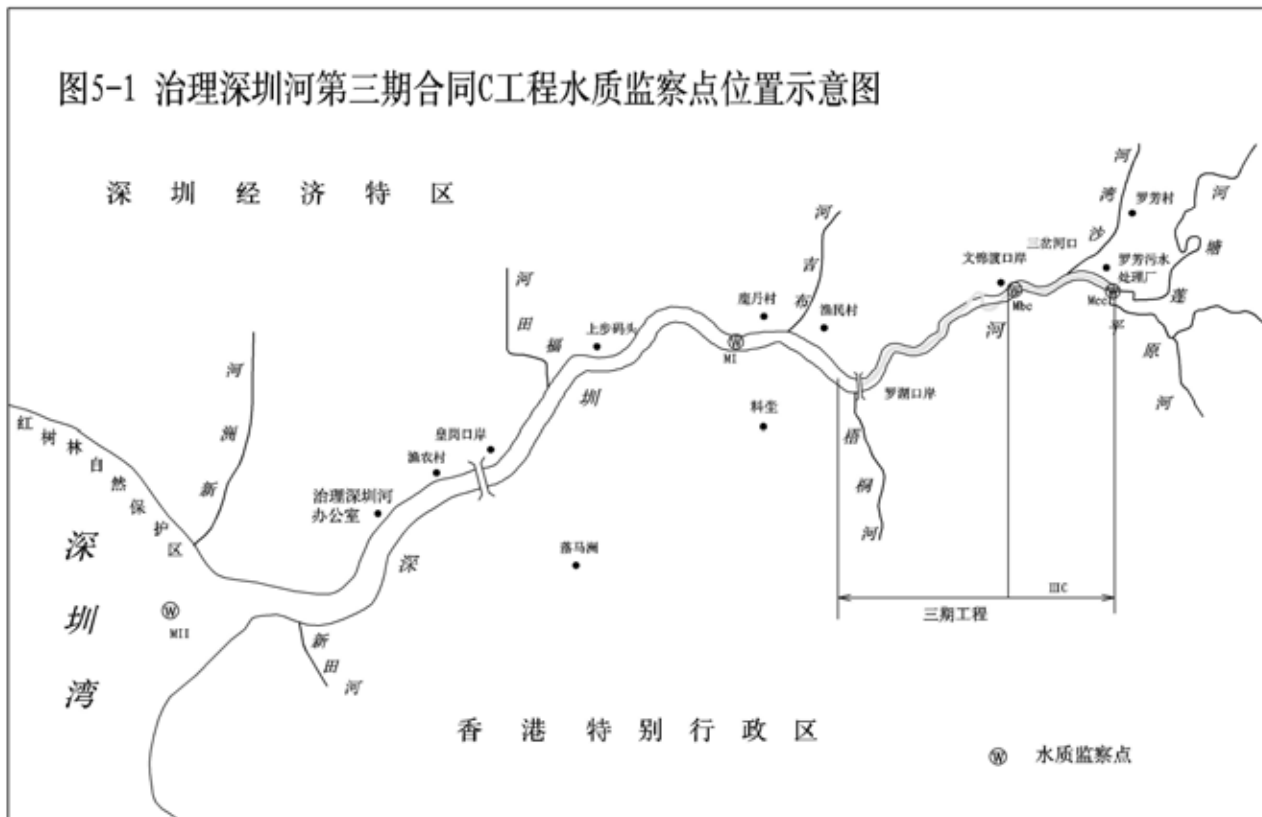 图5-1 治理深圳河第三期合同C工程水质监察点位置示意图
深圳经济特区
河湾沙
罗芳村
河塘莲
三岔河口
文锦渡口岸
罗芳污水
处理厂
Mbc
Mcc
平原河
河吉布
鹿丹村
渔民村
MI
罗湖口岸
河
梧桐河
料壆
上步码头
圳
河田福
皇岗口岸
渔农村
治理深圳河
办公室
河洲新
红树林自然保护区
深
落马洲
深圳湾
MII
新田河
IIIC
三期工程
香港特别行政区
水质监察点